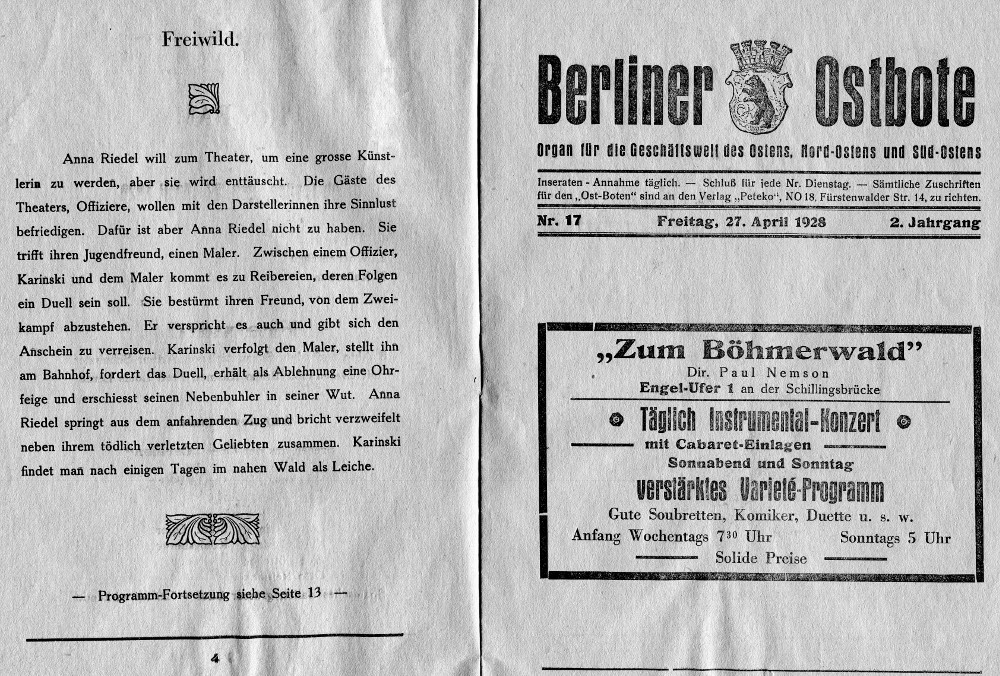 Freiwild.
Anna Riedel will zum Theater, um eine grosse Künst-
lerin zu werden, aber sie wird enttäuscht. Die Gäste des
Theaters, Offiziere, wollen mit den Darstellerinnen ihre Sinnlust
befriedigen. Dafür ist aber Anna Riedel nicht zu haben. Sie
trifft ihren Jugendfreund, einen Maler. Zwischen einem Offizier,
Karinski und dem Maler kommt es zu Reibereien, deren Folgen
ein Duell sein soll. Sie bestürmt ihren Freund, von dem Zwei-
kampf abzustehen. Er verspricht es auch und gibt sich den
Anschein zu verreisen. Karinski verfolgt den Maler, stellt ihn
am Bahnhof, fordert das Duell, erhält als Ablehnung eine Ohr-
feige und erschiesst seinen Nebenbuhler in seiner Wut. Anna
Riedel springt aus dem anfahrenden Zug und bricht verzweifelt
neben ihrem tödlich verletzten Geliebten zusammen. Karinski
findet man nach einigen Tagen im nahen Wald als Leiche.
— Programm-Fortsetzung siehe Seite 13 —
4
Berliner Ostbote
Organ für die Geschäftswelt des Ostens, Nord-Ostens und Süd-Ostens
Inseraten-Annahme täglich. — Schluß für jede Nr. Dienstag. — Sämtliche Zuschriften
für den „Ost-Boten" sind an den Verlag „Peteko", NO 18, Fürstenwalder Str. 14, zu richten.
Nr. 17 Freitag, 27. April 1928 2. Jahrgang
„Zum Böhmerwald"
Dir. Paul Nemson
Engel-Ufer 1 an der Schillingsbrücke
Täglich Instrumental-Konzert
mit Cabaret-Einlagen
Sonnabend und Sonntag
verstärktes Varieté-Programm
Gute Soubretten, Komiker, Duette u. s. w.
Anfang Wochentags 7³⁰ Uhr Sonntags 5 Uhr
Solide Preise